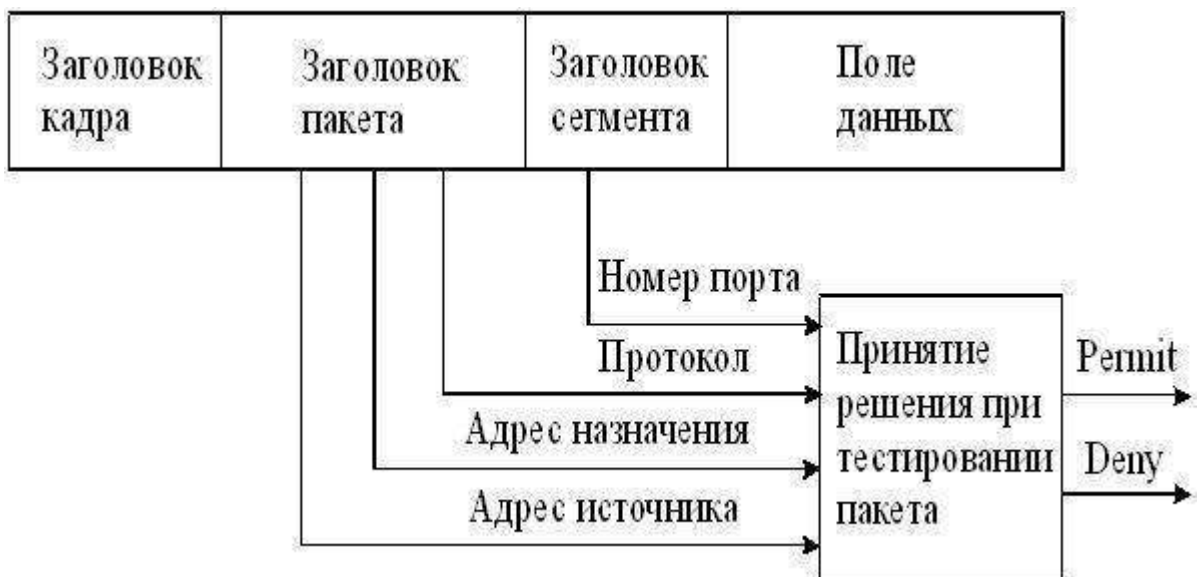 Заголовок
кадра
Заголовок
пакета
Заголовок
сегмента
Поле
данных
Номер порта
Протокол
Адрес назначения
Адрес источника
Принятие
решения при
тестировании
пакета
Permit
Deny